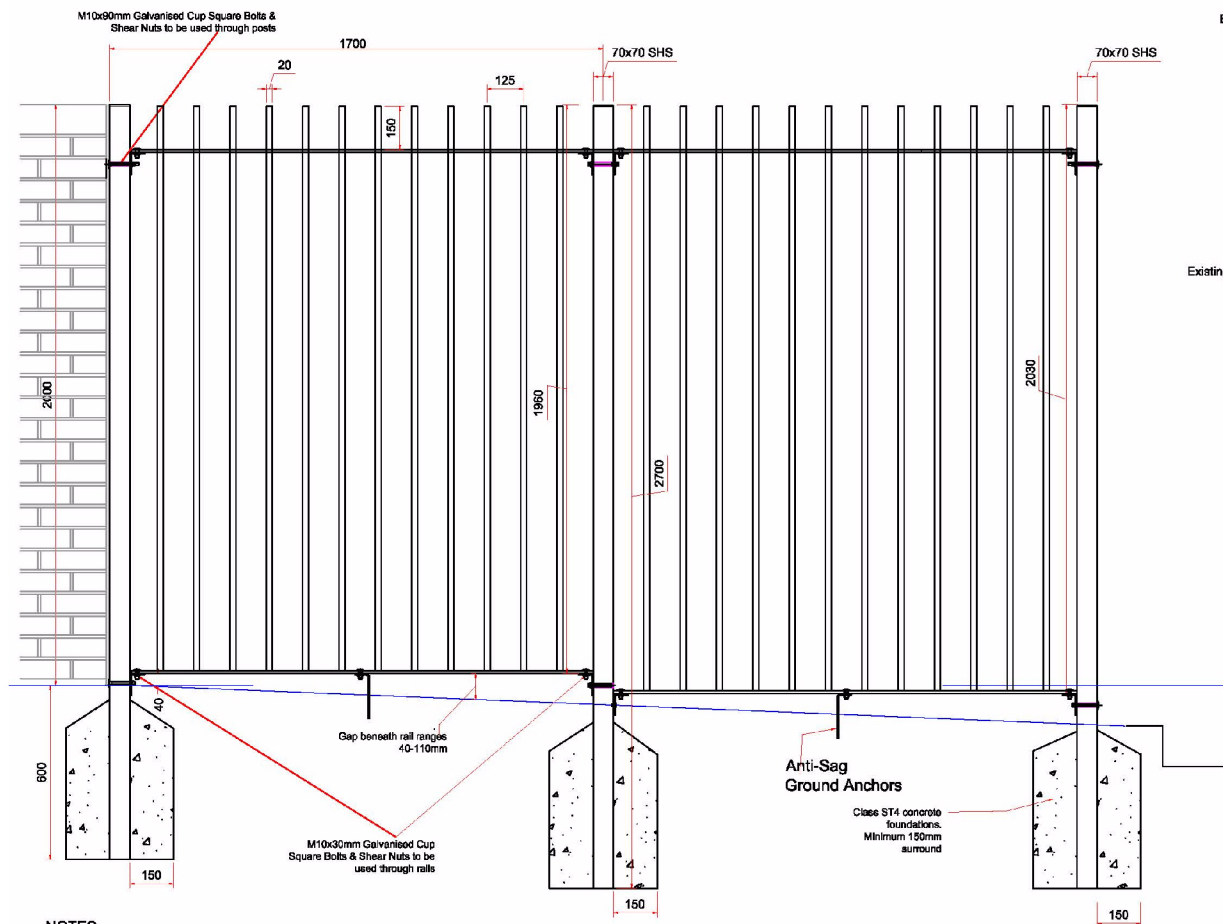 M10x90mm Galvanised Cup Square Bolts &
Shear Nuts to be used through posts
E
1700
70x70 SHS
70x70 SHS
20
125
150
Existin
2000
1960
2030
2700
40
Gap beneath rail ranges
40-110mm
600
Anti-Sag
Ground Anchors
Class ST4 concrete
foundations.
Minimum 150mm
surround
M10x30mm Galvanised Cup
Square Bolts & Shear Nuts to be
used through rails
150
150
150
NOTES